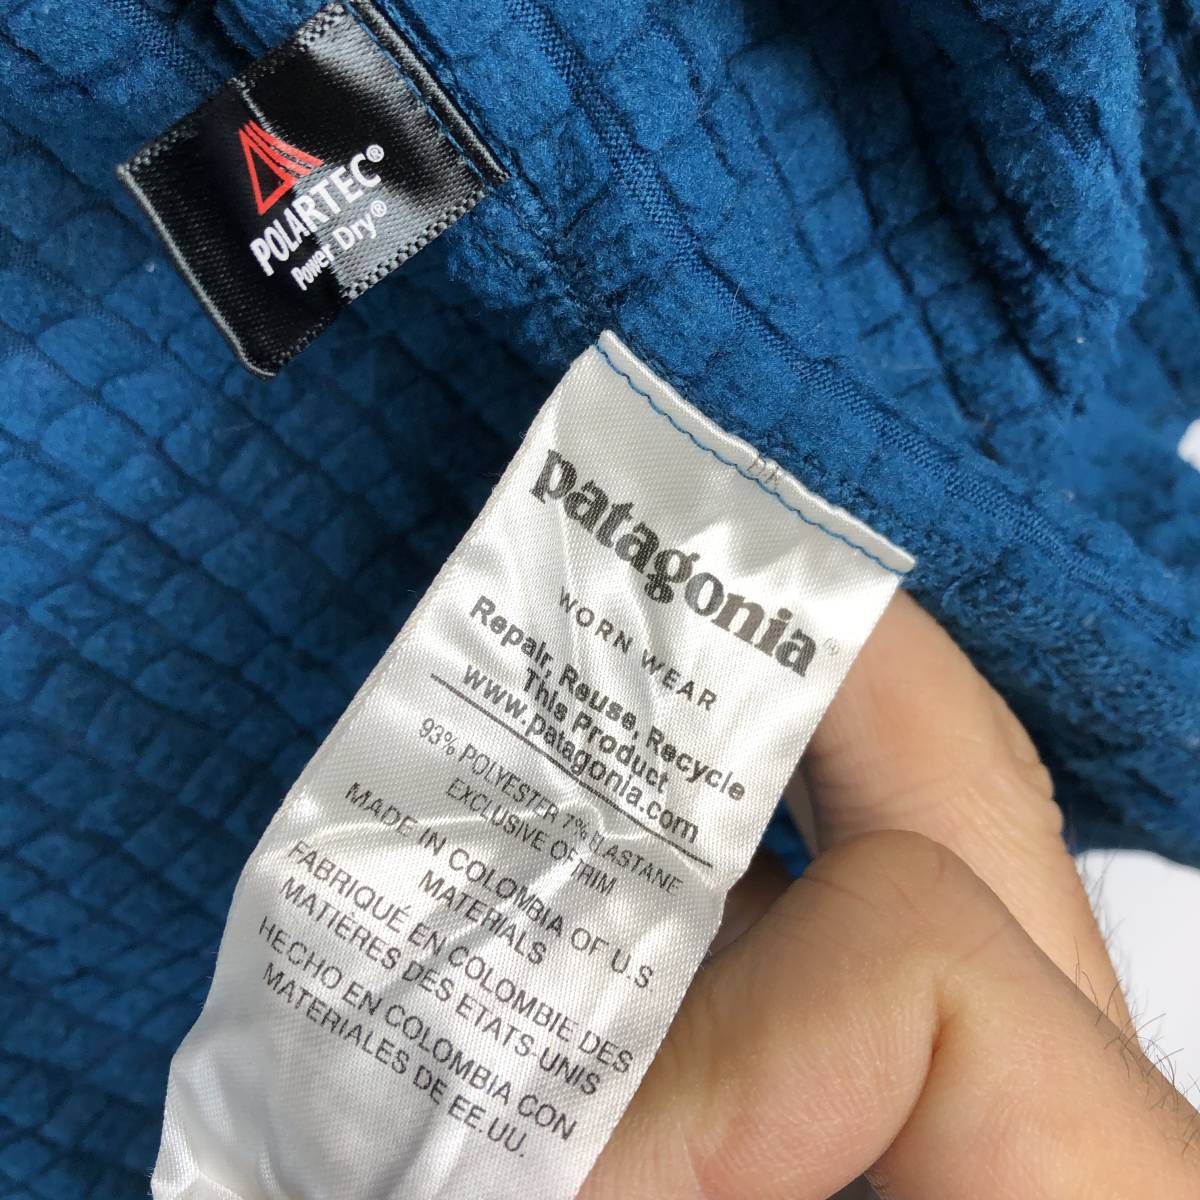 POLARTEC®
Power Dry®
patagonia®
WORN WEAR
Repair, Reuse, Recycle
This Product
www.patagonia.com
93% POLYESTER 7% ELASTANE
EXCLUSIVE OF TRIM
MADE IN COLOMBIA OF U.S
MATERIALS
FABRIQUÉ EN COLOMBIE DES
MATIÈRES DES ETATS-UNIS
HECHO EN COLOMBIA CON
MATERIALES DE EE.UU.